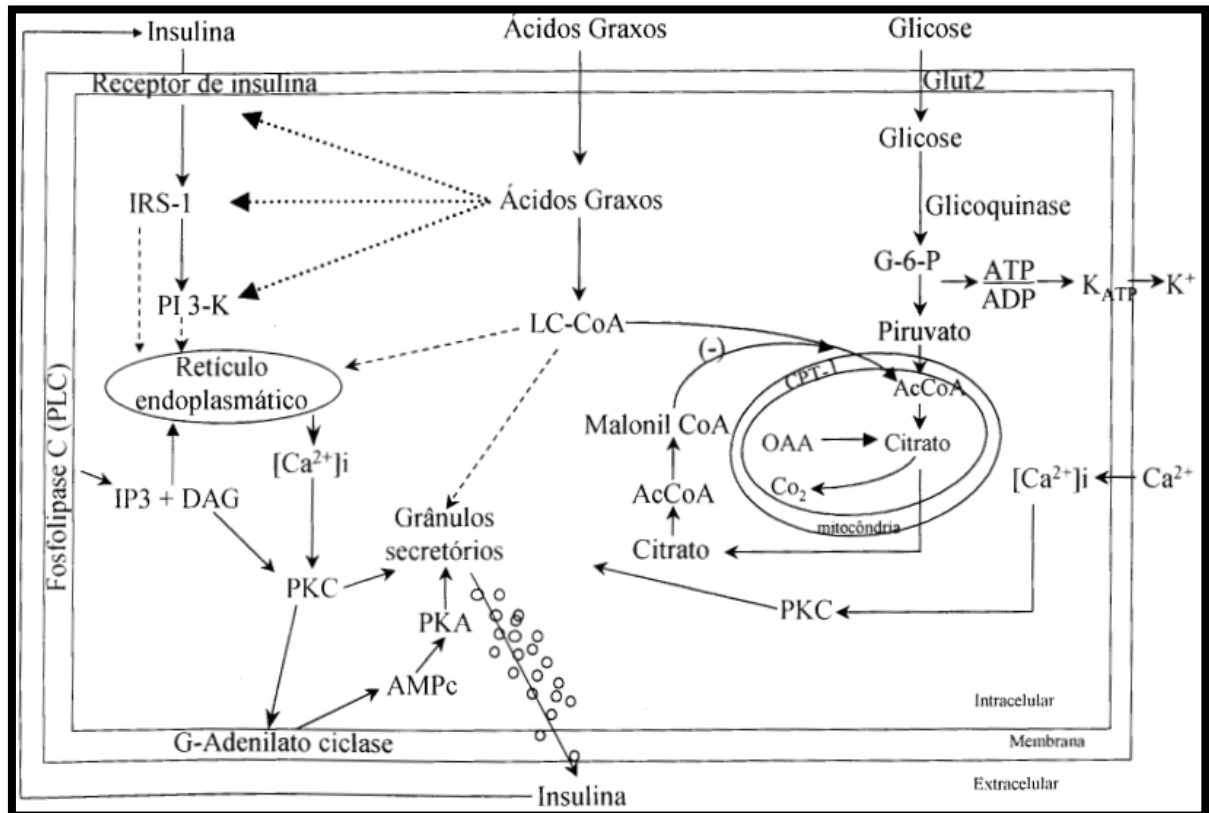 Insulina
Ácidos Graxos
Glicose
Receptor de insulina
Glut2
Glicose
IRS-1
Ácidos Graxos
Glicoquinase
G-6-P
ATP
ADP
K_ATP
K⁺
PI 3-K
LC-CoA
Piruvato
(-)
CPT-1
AcCoA
Retículo
endoplasmático
Malonil CoA
OAA
Citrato
Fosfolipase C (PLC)
[Ca²⁺]i
Co₂
[Ca²⁺]i
Ca²⁺
IP3 + DAG
AcCoA
Grânulos
secretórios
mitocôndria
Citrato
PKC
PKC
PKA
AMPc
Intracelular
G-Adenilato ciclase
Membrana
Extracelular
Insulina